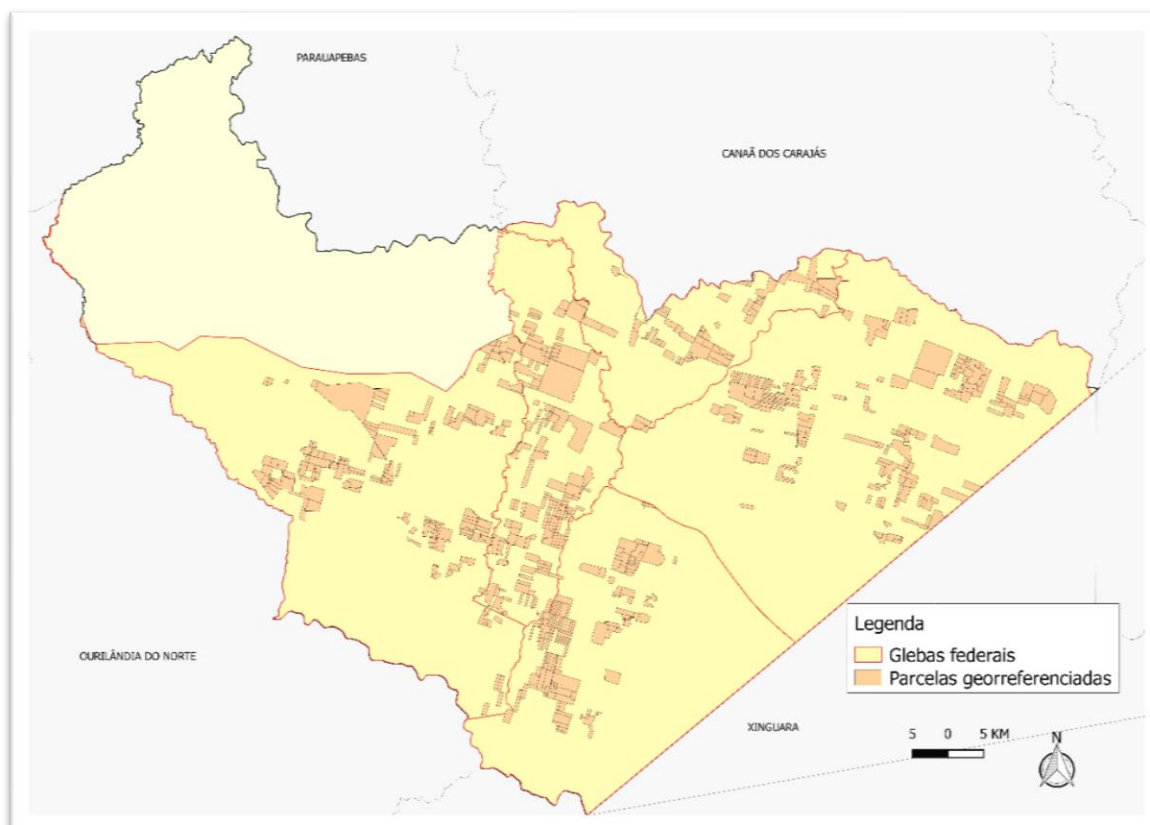 PARAUAPEBAS
CANAÃ DOS CARAJÁS
OURILÂNDIA DO NORTE
XINGUARA
Legenda
Glebas federais
Parcelas georreferenciadas
5 0 5 KM
N